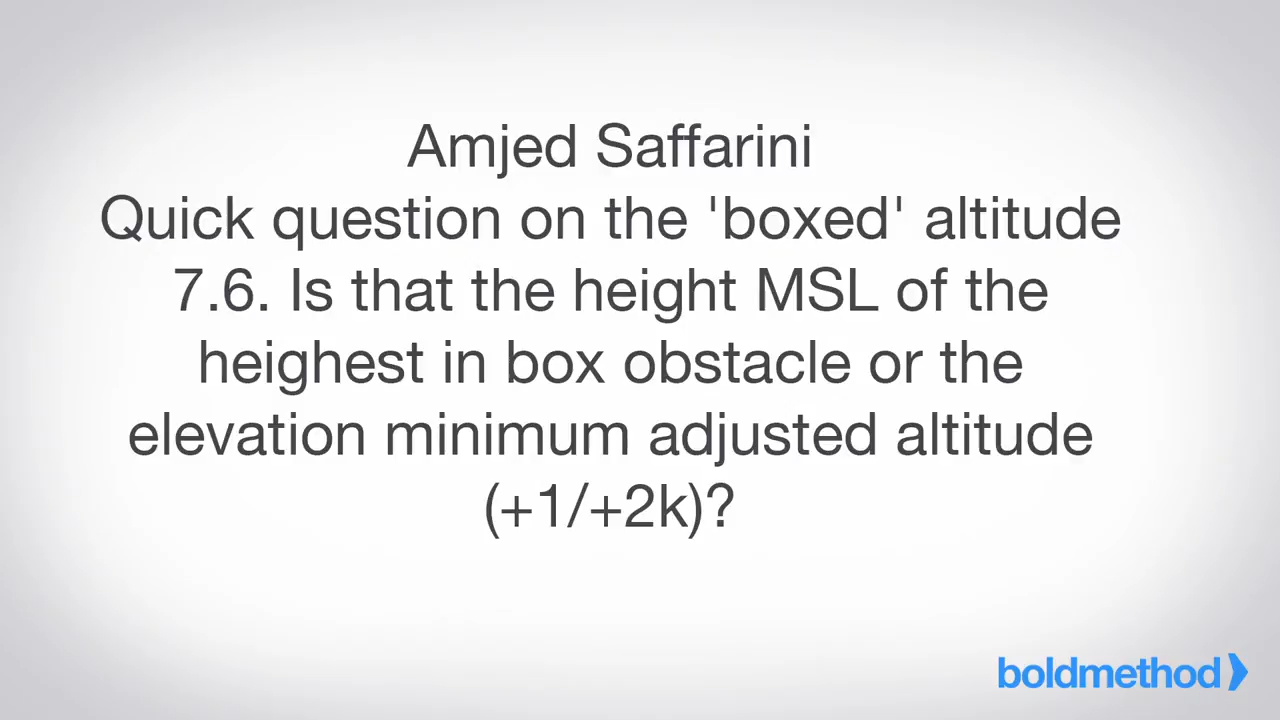 Amjed Saffarini
Quick question on the 'boxed' altitude
7.6. Is that the height MSL of the
heighest in box obstacle or the
elevation minimum adjusted altitude
(+1/+2k)?
boldmethod